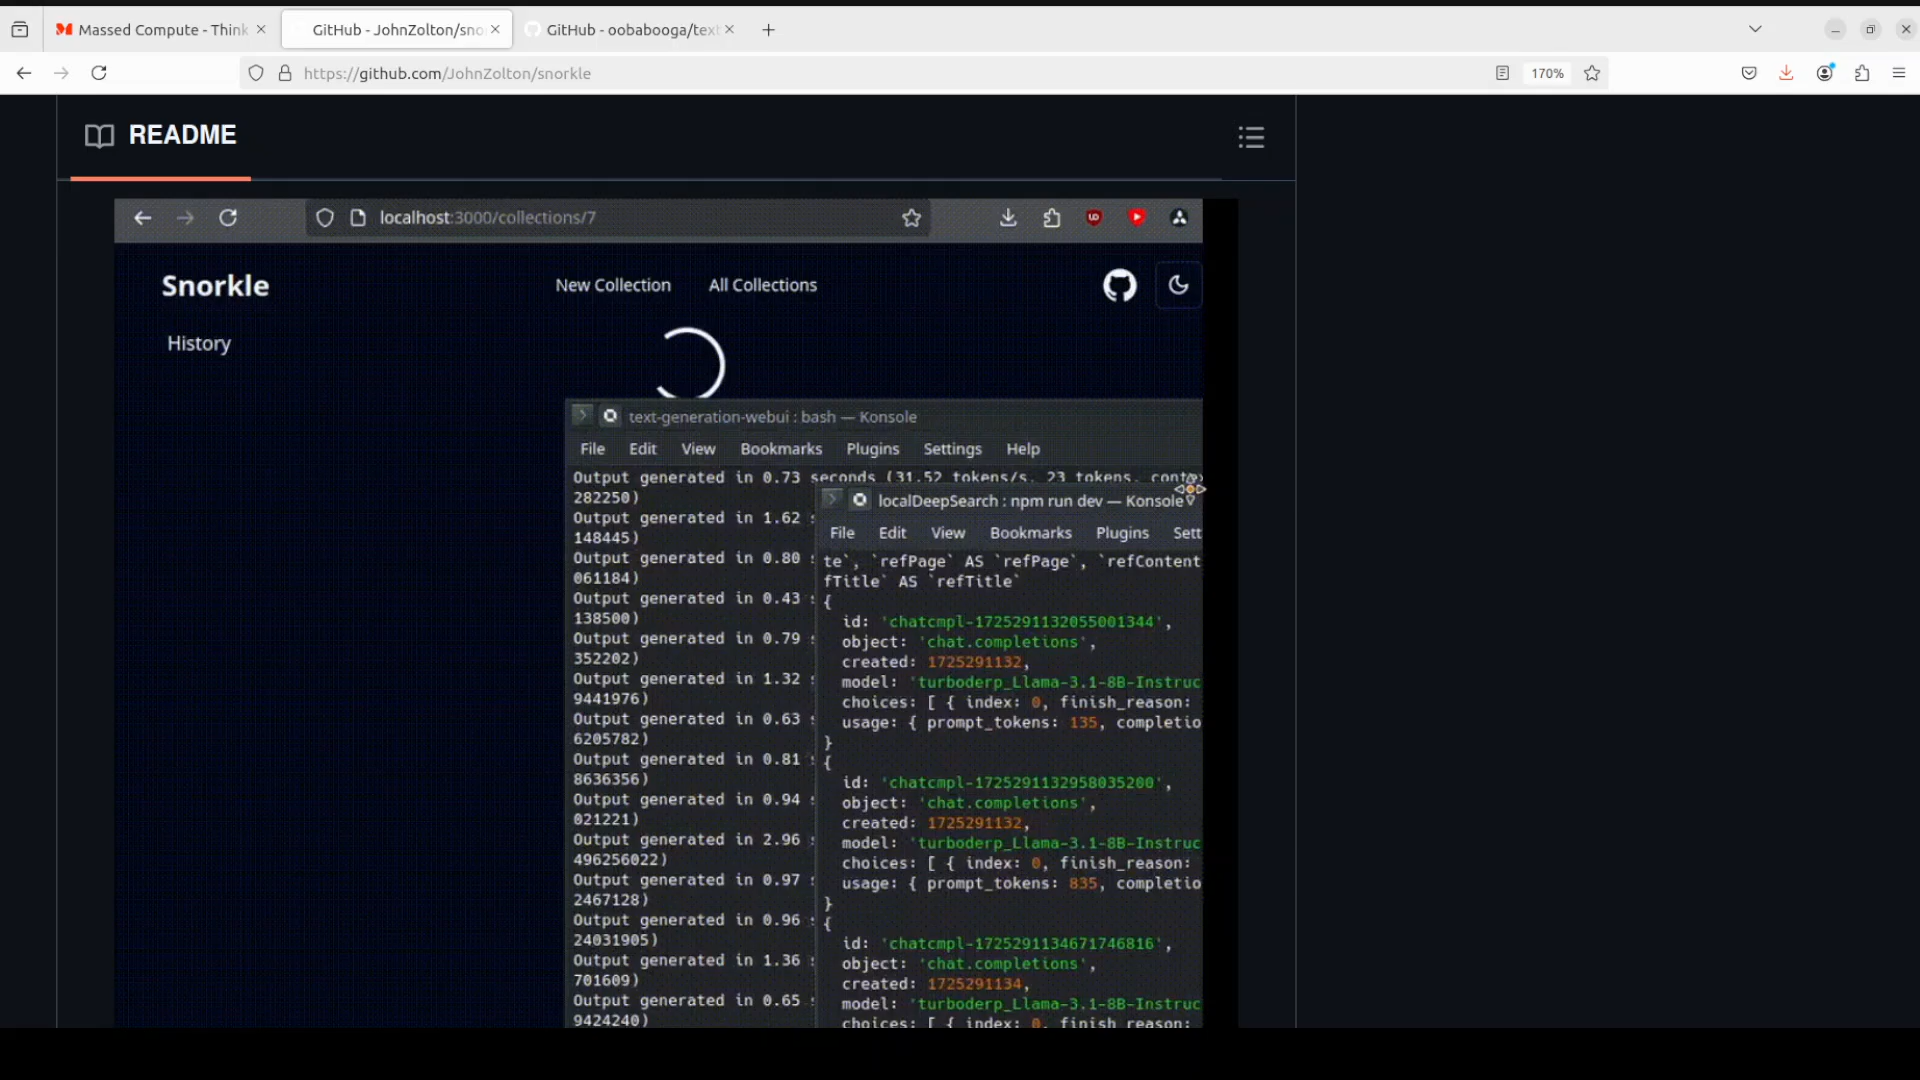 Massed Compute - Think
GitHub - JohnZolton/sno
GitHub - oobabooga/text
https://github.com/JohnZolton/snorkle
170%
README
localhost:3000/collections/7
Snorkle
New Collection
All Collections
History
text-generation-webui : bash — Konsole
File Edit View Bookmarks Plugins Settings Help
Output generated in 0.73 seconds (31.52 tokens/s, 23 tokens, conte
282250)
Output generated in 1.62 s
148445)
Output generated in 0.80
061184)
Output generated in 0.43
138500)
Output generated in 0.79
352202)
Output generated in 1.32
9441976)
Output generated in 0.63
6205782)
Output generated in 0.81
8636356)
Output generated in 0.94
021221)
Output generated in 2.96
496256022)
Output generated in 0.97
2467128)
Output generated in 0.96
24031905)
Output generated in 1.36
701609)
Output generated in 0.65
9424240)
localDeepSearch : npm run dev — Konsole
File Edit View Bookmarks Plugins Sett
te`, `refPage` AS `refPage`, `refContent
fTitle` AS `refTitle`
{
id: 'chatcmpl-1725291132055001344',
object: 'chat.completions',
created: 1725291132,
model: 'turboderp_Llama-3.1-8B-Instruc
choices: [ { index: 0, finish_reason:
usage: { prompt_tokens: 135, completio
}
{
id: 'chatcmpl-1725291132958035200',
object: 'chat.completions',
created: 1725291132,
model: 'turboderp_Llama-3.1-8B-Instruc
choices: [ { index: 0, finish_reason:
usage: { prompt_tokens: 835, completio
}
{
id: 'chatcmpl-1725291134671746816',
object: 'chat.completions',
created: 1725291134,
model: 'turboderp_Llama-3.1-8B-Instruc
choices: [ { index: 0, finish_reason: